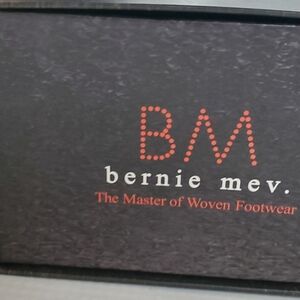 BM
bernie mev.
The Master of Woven Footwear